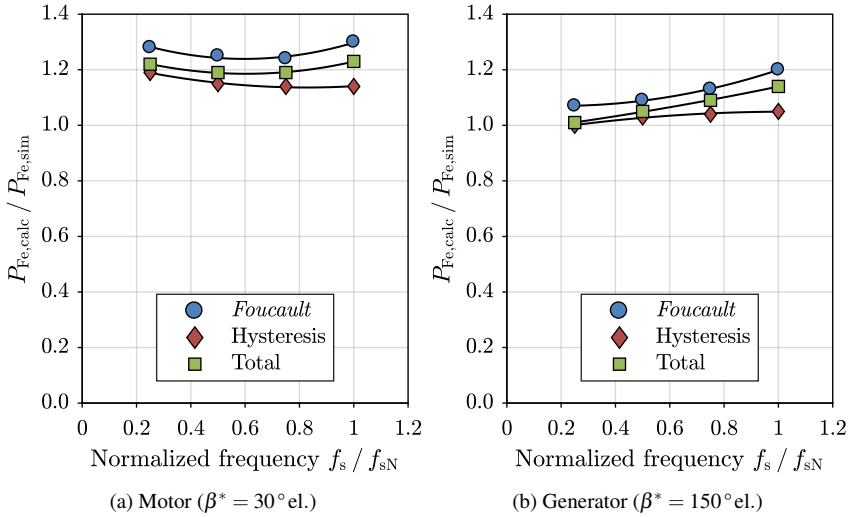 1.4
1.2
1.0
0.8
0.6
0.4
0.2
0.0
P_Fe,calc / P_Fe,sim
Foucault
Hysteresis
Total
0 0.2 0.4 0.6 0.8 1 1.2
Normalized frequency f_s / f_sN
(a) Motor (β* = 30°el.)
1.4
1.2
1.0
0.8
0.6
0.4
0.2
0.0
P_Fe,calc / P_Fe,sim
Foucault
Hysteresis
Total
0 0.2 0.4 0.6 0.8 1 1.2
Normalized frequency f_s / f_sN
(b) Generator (β* = 150°el.)